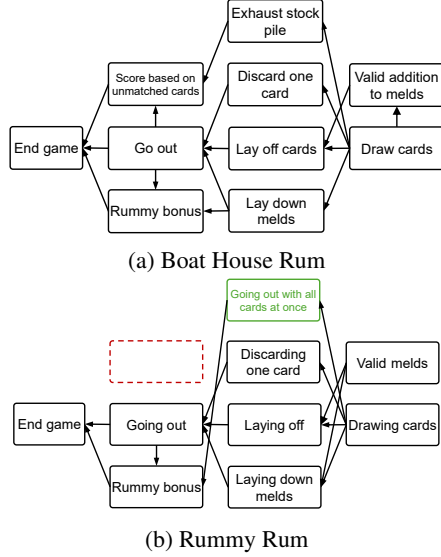 Exhaust stock
pile
Score based on
unmatched cards
Discard one
card
Valid addition
to melds
End game
Go out
Lay off cards
Draw cards
Rummy bonus
Lay down
melds
(a) Boat House Rum
Going out with all
cards at once
Discarding
one card
Valid melds
End game
Going out
Laying off
Drawing cards
Rummy bonus
Laying down
melds
(b) Rummy Rum